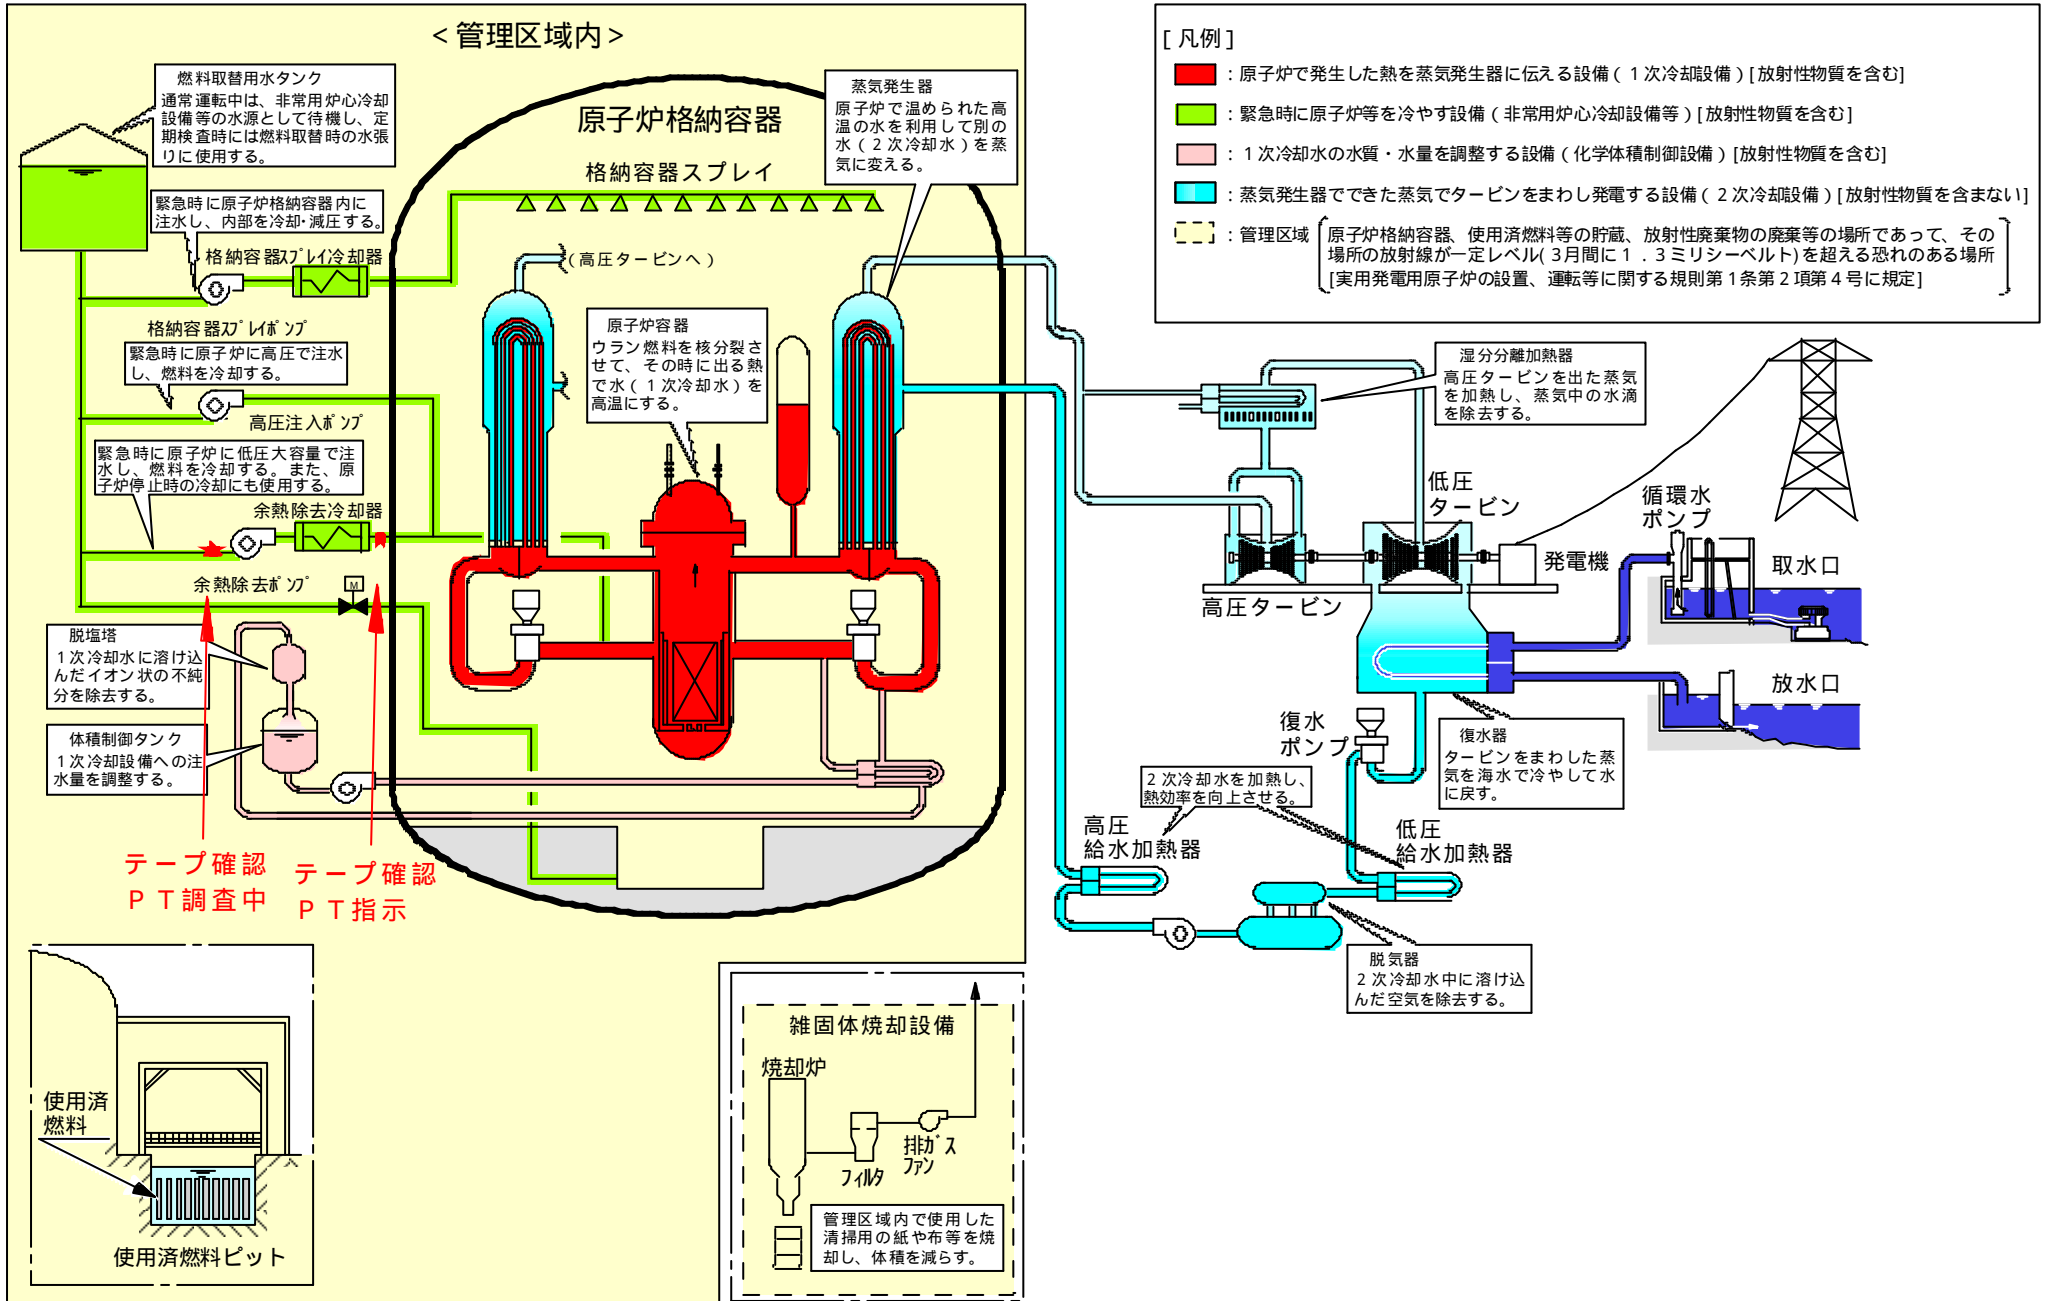 <管理区域内>
燃料取替用水タンク
通常運転中は、非常用炉心冷却
設備等の水源として待機し、定
期検査時には燃料取替時の水張
りに使用する。
緊急時に原子炉格納容器内に
注水し、内部を冷却・減圧する。
格納容器スプレイ冷却器
格納容器スプレイポンプ
緊急時に原子炉に高圧で注水
し、燃料を冷却する。
高圧注入ポンプ
緊急時に原子炉に低圧大容量で注
水し、燃料を冷却する。また、原
子炉停止時の冷却にも使用する。
余熱除去冷却器
余熱除去ポンプ
M
脱塩塔
1次冷却水に溶け込
んだイオン状の不純
分を除去する。
体積制御タンク
1次冷却設備への注
水量を調整する。
テープ確認
PT調査中
テープ確認
PT指示
原子炉格納容器
格納容器スプレイ
蒸気発生器
原子炉で温められた高
温の水を利用して別の
水(2次冷却水)を蒸
気に変える。
(高圧タービンへ)
原子炉容器
ウラン燃料を核分裂さ
せて、その時に出る熱
で水(1次冷却水)を
高温にする。
[凡例]
:原子炉で発生した熱を蒸気発生器に伝える設備(1次冷却設備)[放射性物質を含む]
:緊急時に原子炉等を冷やす設備(非常用炉心冷却設備等)[放射性物質を含む]
:1次冷却水の水質・水量を調整する設備(化学体積制御設備)[放射性物質を含む]
:蒸気発生器でできた蒸気でタービンをまわし発電する設備(2次冷却設備)[放射性物質を含まない]
:管理区域
原子炉格納容器、使用済燃料等の貯蔵、放射性廃棄物の廃棄等の場所であって、その
場所の放射線が一定レベル(3月間に1.3ミリシーベルト)を超える恐れのある場所
[実用発電用原子炉の設置、運転等に関する規則第1条第2項第4号に規定]
湿分分離加熱器
高圧タービンを出た蒸気
を加熱し、蒸気中の水滴
を除去する。
低圧
タービン
高圧タービン
発電機
循環水
ポンプ
取水口
放水口
復水
ポンプ
復水器
タービンをまわした蒸
気を海水で冷やして水
に戻す。
2次冷却水を加熱し、
熱効率を向上させる。
高圧
給水加熱器
低圧
給水加熱器
脱気器
2次冷却水中に溶け込
んだ空気を除去する。
使用済
燃料
使用済燃料ピット
雑固体焼却設備
焼却炉
フィルタ
排ガス
ファン
管理区域内で使用した
清掃用の紙や布等を焼
却し、体積を減らす。